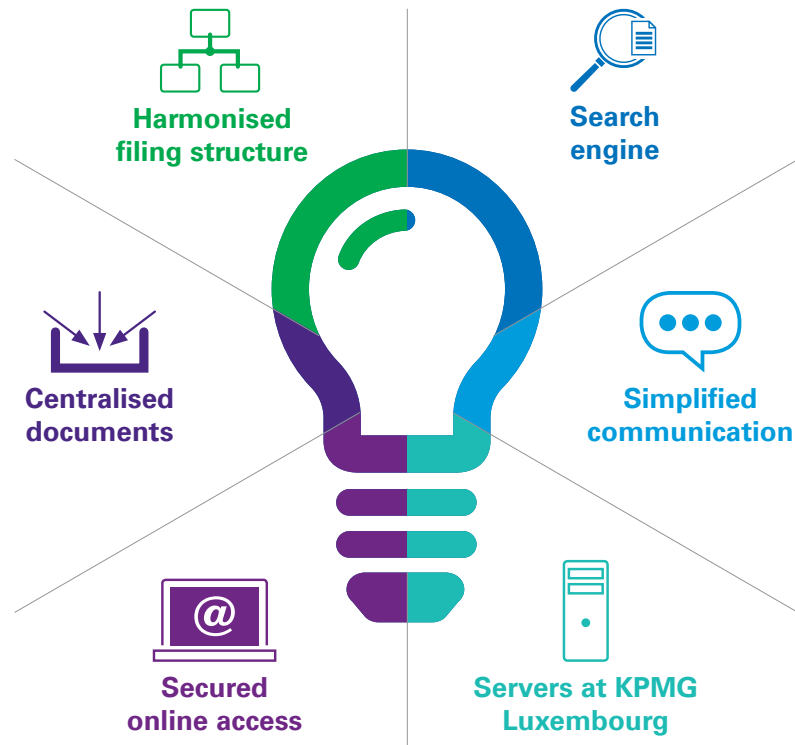 Harmonised
filing structure
Search
engine
Centralised
documents
Simplified
communication
@
Secured
online access
Servers at KPMG
Luxembourg